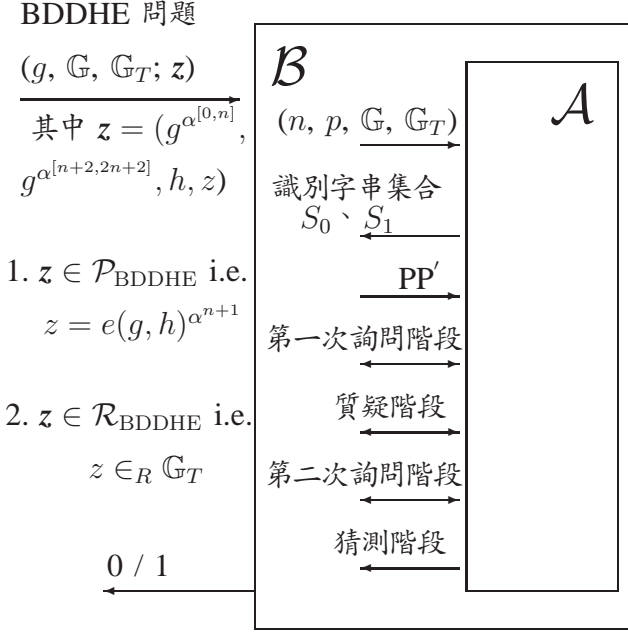 BDDHE 問題
(g, 𝔾, 𝔾_T; 𝒛)
其中 𝒛 = (g^{α^{[0,n]}},
g^{α^{[n+2,2n+2]}}, h, z)
1. 𝒛 ∈ 𝒫_BDDHE i.e.
z = e(g, h)^{α^{n+1}}
2. 𝒛 ∈ ℛ_BDDHE i.e.
z ∈_R 𝔾_T
0 / 1
ℬ
(n, p, 𝔾, 𝔾_T)
識別字串集合
S_0、S_1
PP′
第一次詢問階段
質疑階段
第二次詢問階段
猜測階段
𝒜